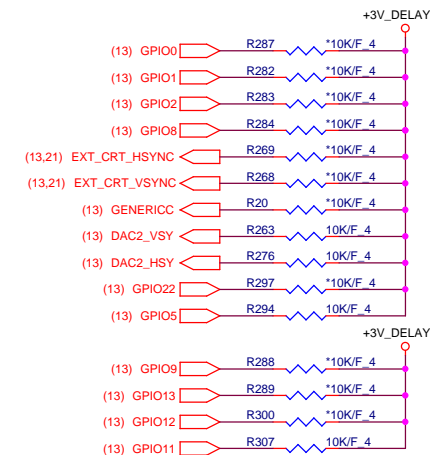 +3V_DELAY
(13) GPIO0 R287 *10K/F_4
(13) GPIO1 R282 *10K/F_4
(13) GPIO2 R283 *10K/F_4
(13) GPIO8 R284 *10K/F_4
(13,21) EXT_CRT_HSYNC R269 *10K/F_4
(13,21) EXT_CRT_VSYNC R268 *10K/F_4
(13) GENERICC R20 *10K/F_4
(13) DAC2_VSY R263 10K/F_4
(13) DAC2_HSY R276 10K/F_4
(13) GPIO22 R297 *10K/F_4
(13) GPIO5 R294 10K/F_4
+3V_DELAY
(13) GPIO9 R288 *10K/F_4
(13) GPIO13 R289 *10K/F_4
(13) GPIO12 R300 *10K/F_4
(13) GPIO11 R307 10K/F_4